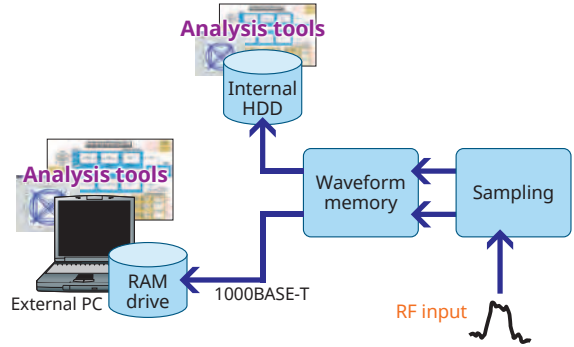 Analysis tools
Internal
HDD
Analysis tools
Waveform
memory
Sampling
RAM
drive
1000BASE-T
External PC
RF input